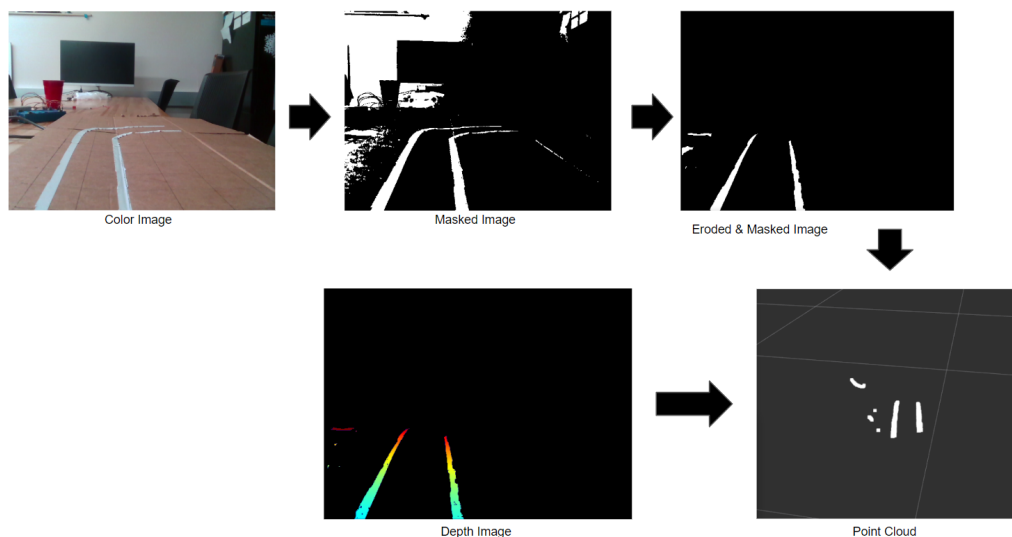 Color Image
Masked Image
Eroded & Masked Image
Depth Image
Point Cloud